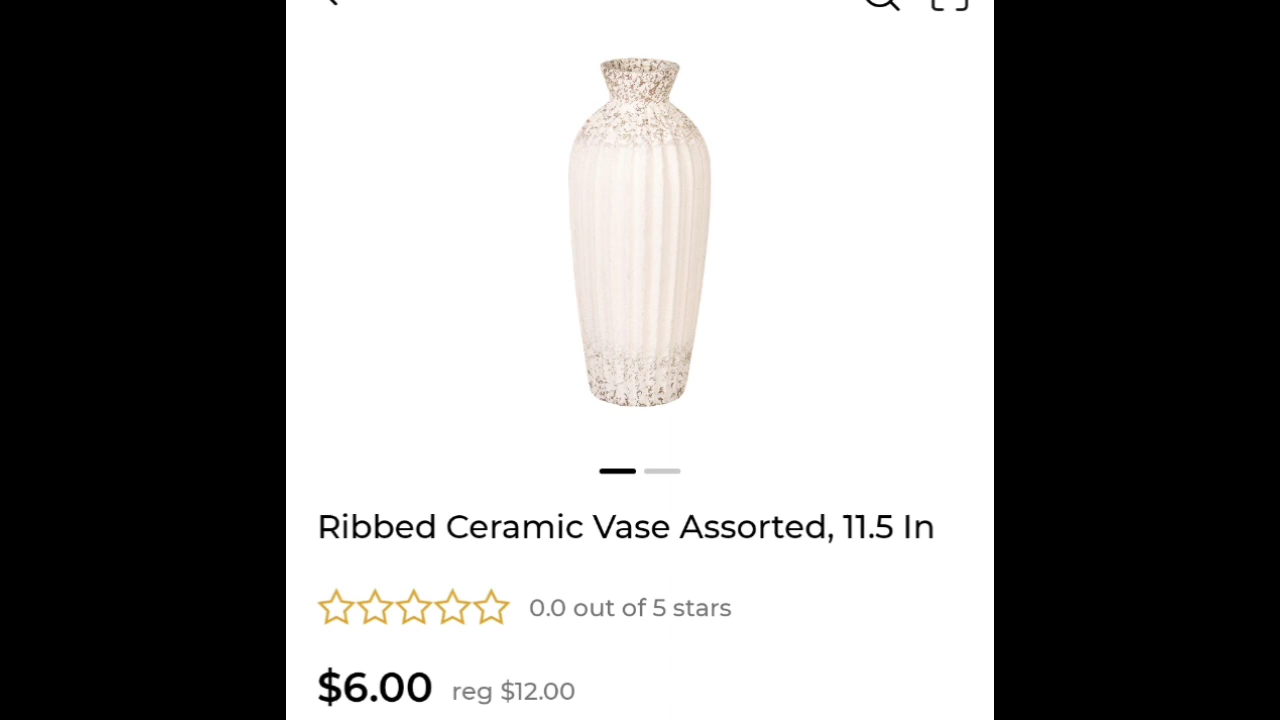 Ribbed Ceramic Vase Assorted, 11.5 In
0.0 out of 5 stars
$6.00 reg $12.00